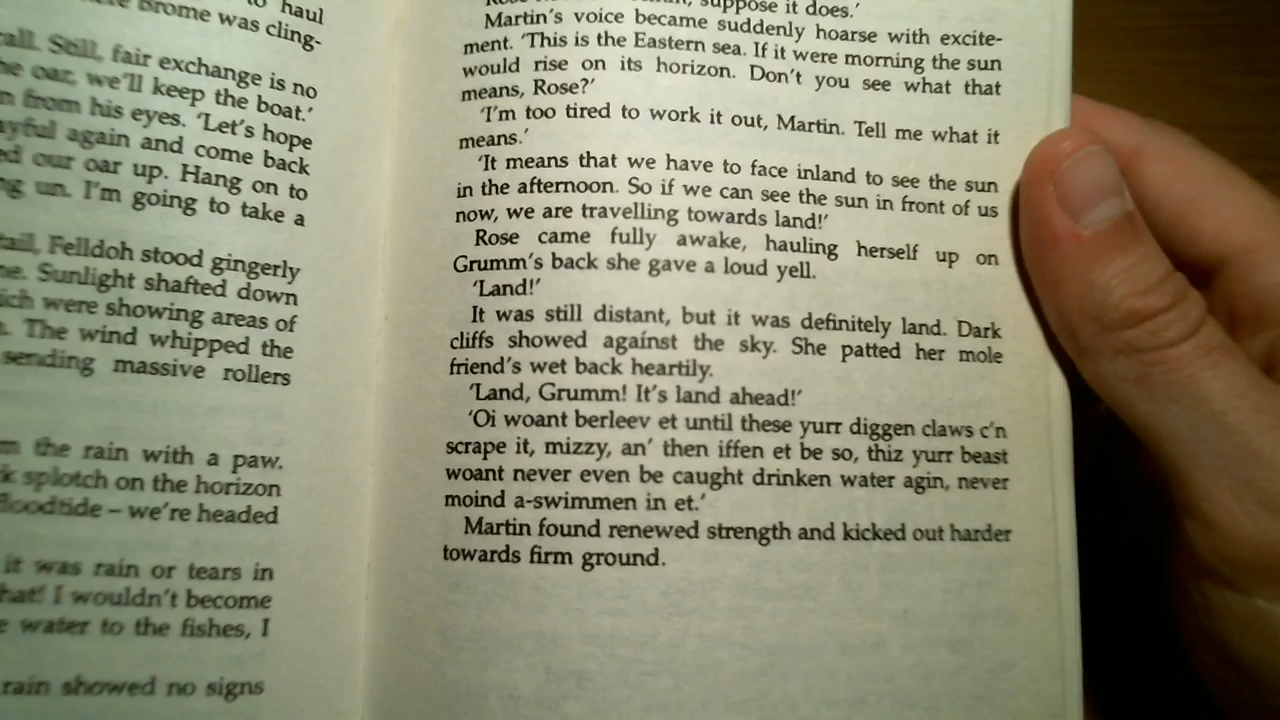 haul
Brome was cling-
Still, fair exchange is no
oar, we'll keep the boat.'
from his eyes. 'Let's hope
again and come back
our oar up. Hang on to
un. I'm going to take a
Felldoh stood gingerly
Sunlight shafted down
were showing areas of
The wind whipped the
sending massive rollers
the rain with a paw.
splotch on the horizon
floodtide – we're headed
it was rain or tears in
I wouldn't become
water to the fishes, I
rain showed no signs
suppose it does.'
Martin's voice became suddenly hoarse with excite-
ment. 'This is the Eastern sea. If it were morning the sun
would rise on its horizon. Don't you see what that
means, Rose?'
'I'm too tired to work it out, Martin. Tell me what it
means.'
'It means that we have to face inland to see the sun
in the afternoon. So if we can see the sun in front of us
now, we are travelling towards land!'
Rose came fully awake, hauling herself up on
Grumm's back she gave a loud yell.
'Land!'
It was still distant, but it was definitely land. Dark
cliffs showed against the sky. She patted her mole
friend's wet back heartily.
'Land, Grumm! It's land ahead!'
'Oi woant berleev et until these yurr diggen claws c'n
scrape it, mizzy, an' then iffen et be so, thiz yurr beast
woant never even be caught drinken water agin, never
moind a-swimmen in et.'
Martin found renewed strength and kicked out harder
towards firm ground.